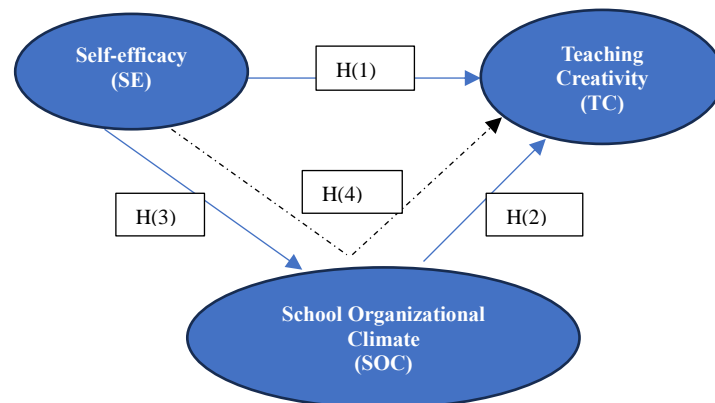 Self-efficacy
(SE)
H(1)
Teaching
Creativity
(TC)
H(3)
H(4)
H(2)
School Organizational
Climate
(SOC)